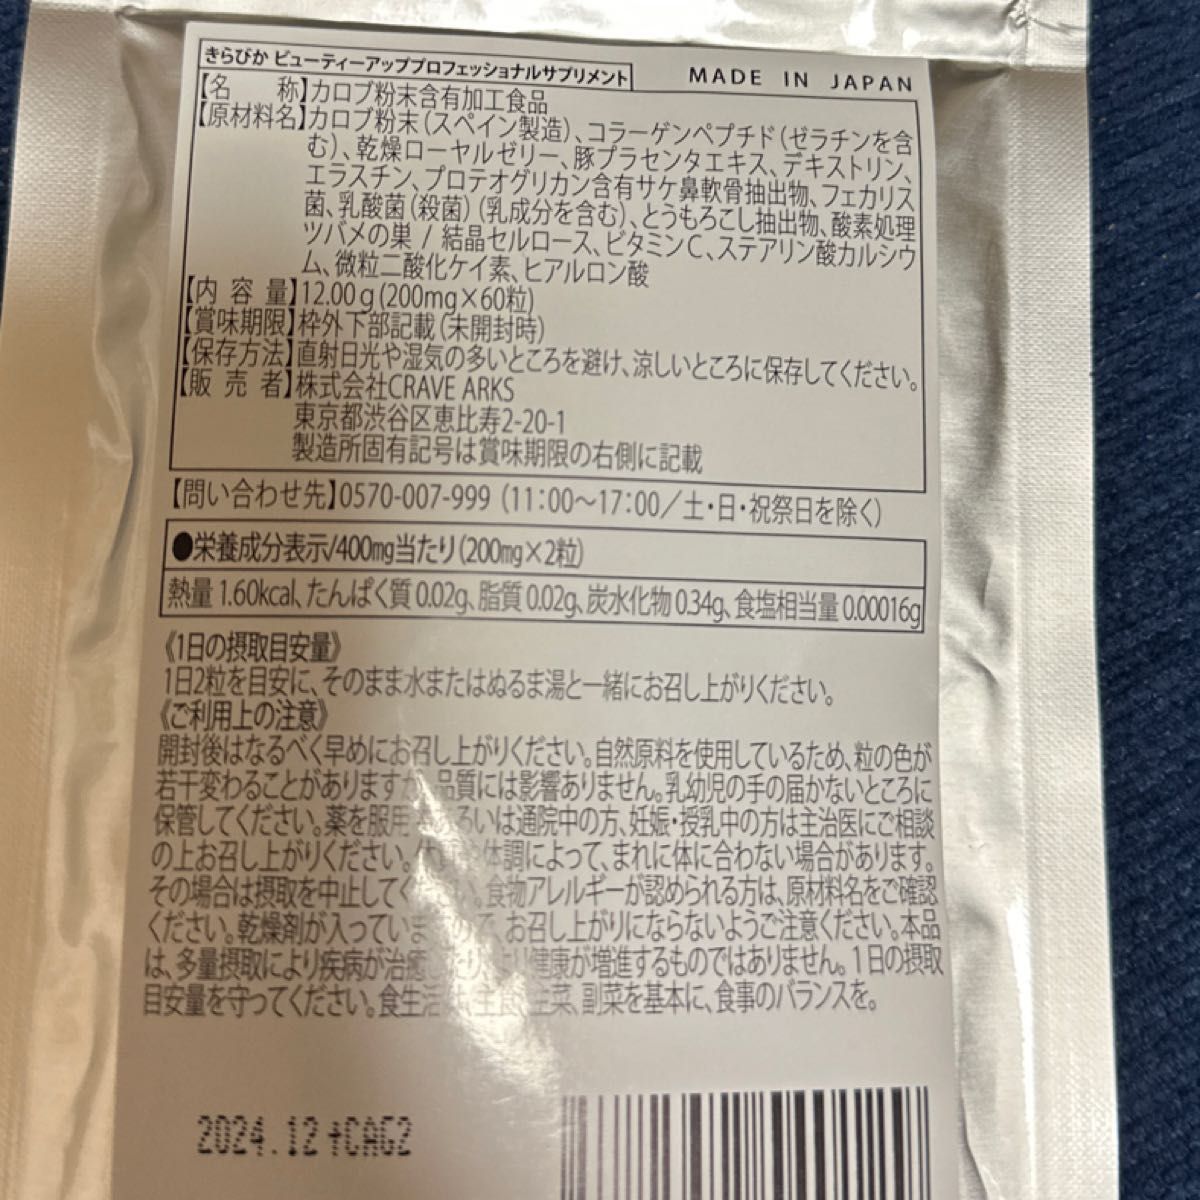 きらびか ビューティーアッププロフェッショナルサプリメント MADE IN JAPAN
【名 称】カロブ粉末含有加工食品
【原材料名】カロブ粉末(スペイン製造)、コラーゲンペプチド(ゼラチンを含
む)、乾燥ローヤルゼリー、豚プラセンタエキス、デキストリン、
エラスチン、プロテオグリカン含有サケ鼻軟骨抽出物、フェカリス
菌、乳酸菌(殺菌)(乳成分を含む)、とうもろこし抽出物、酸素処理
ツバメの巣 / 結晶セルロース、ビタミンC、ステアリン酸カルシウ
ム、微粒二酸化ケイ素、ヒアルロン酸
【内 容 量】12.00g(200mg×60粒)
【賞味期限】枠外下部記載(未開封時)
【保存方法】直射日光や湿気の多いところを避け、涼しいところに保存してください。
【販 売 者】株式会社CRAVE ARKS
東京都渋谷区恵比寿2-20-1
製造所固有記号は賞味期限の右側に記載
【問い合わせ先】0570-007-999 (11:00〜17:00/土・日・祝祭日を除く)
●栄養成分表示/400mg当たり(200mg×2粒)
熱量 1.60kcal、たんぱく質 0.02g、脂質 0.02g、炭水化物 0.34g、食塩相当量 0.00016g
《1日の摂取目安量》
1日2粒を目安に、そのまま水またはぬるま湯と一緒にお召し上がりください。
《ご利用上の注意》
開封後はなるべく早めにお召し上がりください。自然原料を使用しているため、粒の色が
若干変わることがありますが、品質には影響ありません。乳幼児の手の届かないところに
保管してください。薬を服用 あるいは通院中の方、妊娠・授乳中の方は主治医にご相談
の上お召し上がりください。体質や体調によって、まれに体に合わない場合があります。
その場合は摂取を中止してください。食物アレルギーが認められる方は、原材料名をご確認
ください。乾燥剤が入っていますので、お召し上がりにならないようご注意ください。本品
は、多量摂取により疾病が治癒したり、より健康が増進するものではありません。1日の摂取
目安量を守ってください。食生活は、主食、主菜、副菜を基本に、食事のバランスを。
2024.12+CAG2